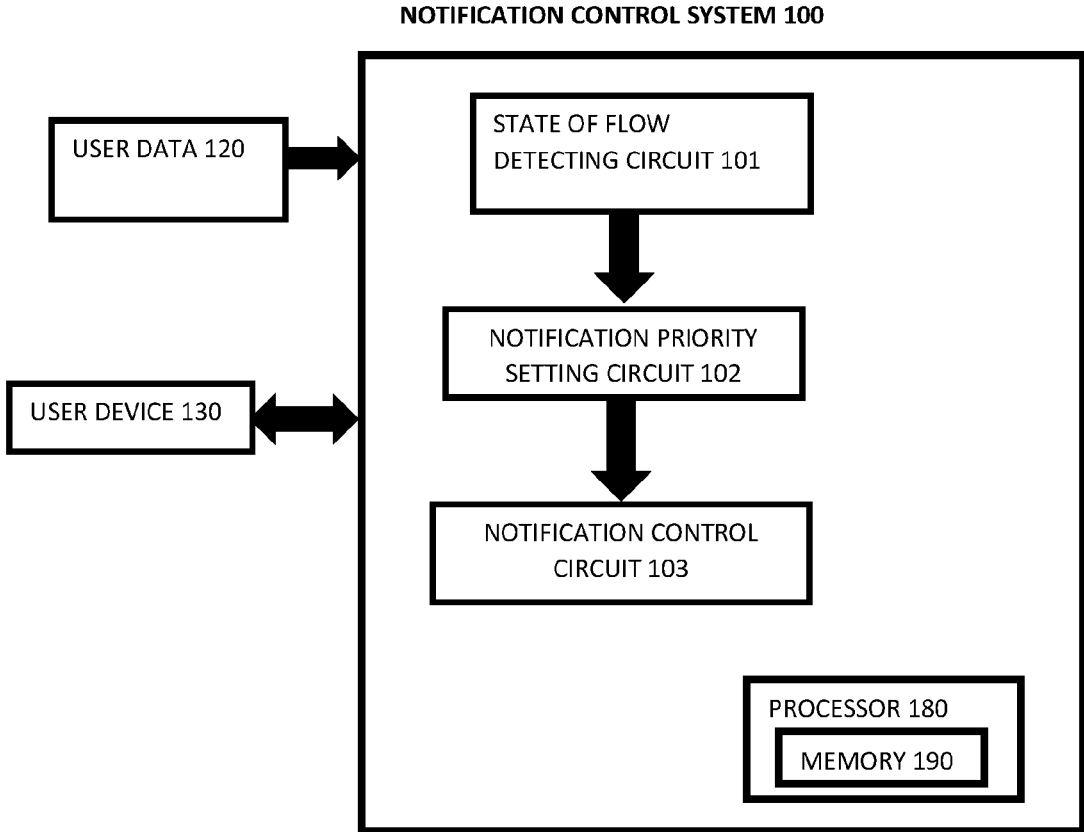 NOTIFICATION CONTROL SYSTEM 100
USER DATA 120
STATE OF FLOW
DETECTING CIRCUIT 101
NOTIFICATION PRIORITY
SETTING CIRCUIT 102
USER DEVICE 130
NOTIFICATION CONTROL
CIRCUIT 103
PROCESSOR 180
MEMORY 190